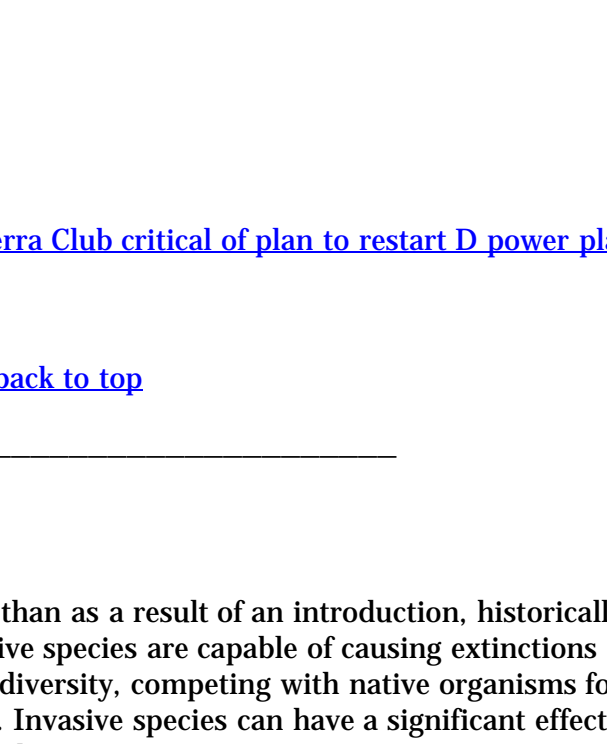 erra Club critical of plan to restart D power pla
back to top
____________________
than as a result of an introduction, historicall
ive species are capable of causing extinctions
diversity, competing with native organisms fo
. Invasive species can have a significant effect